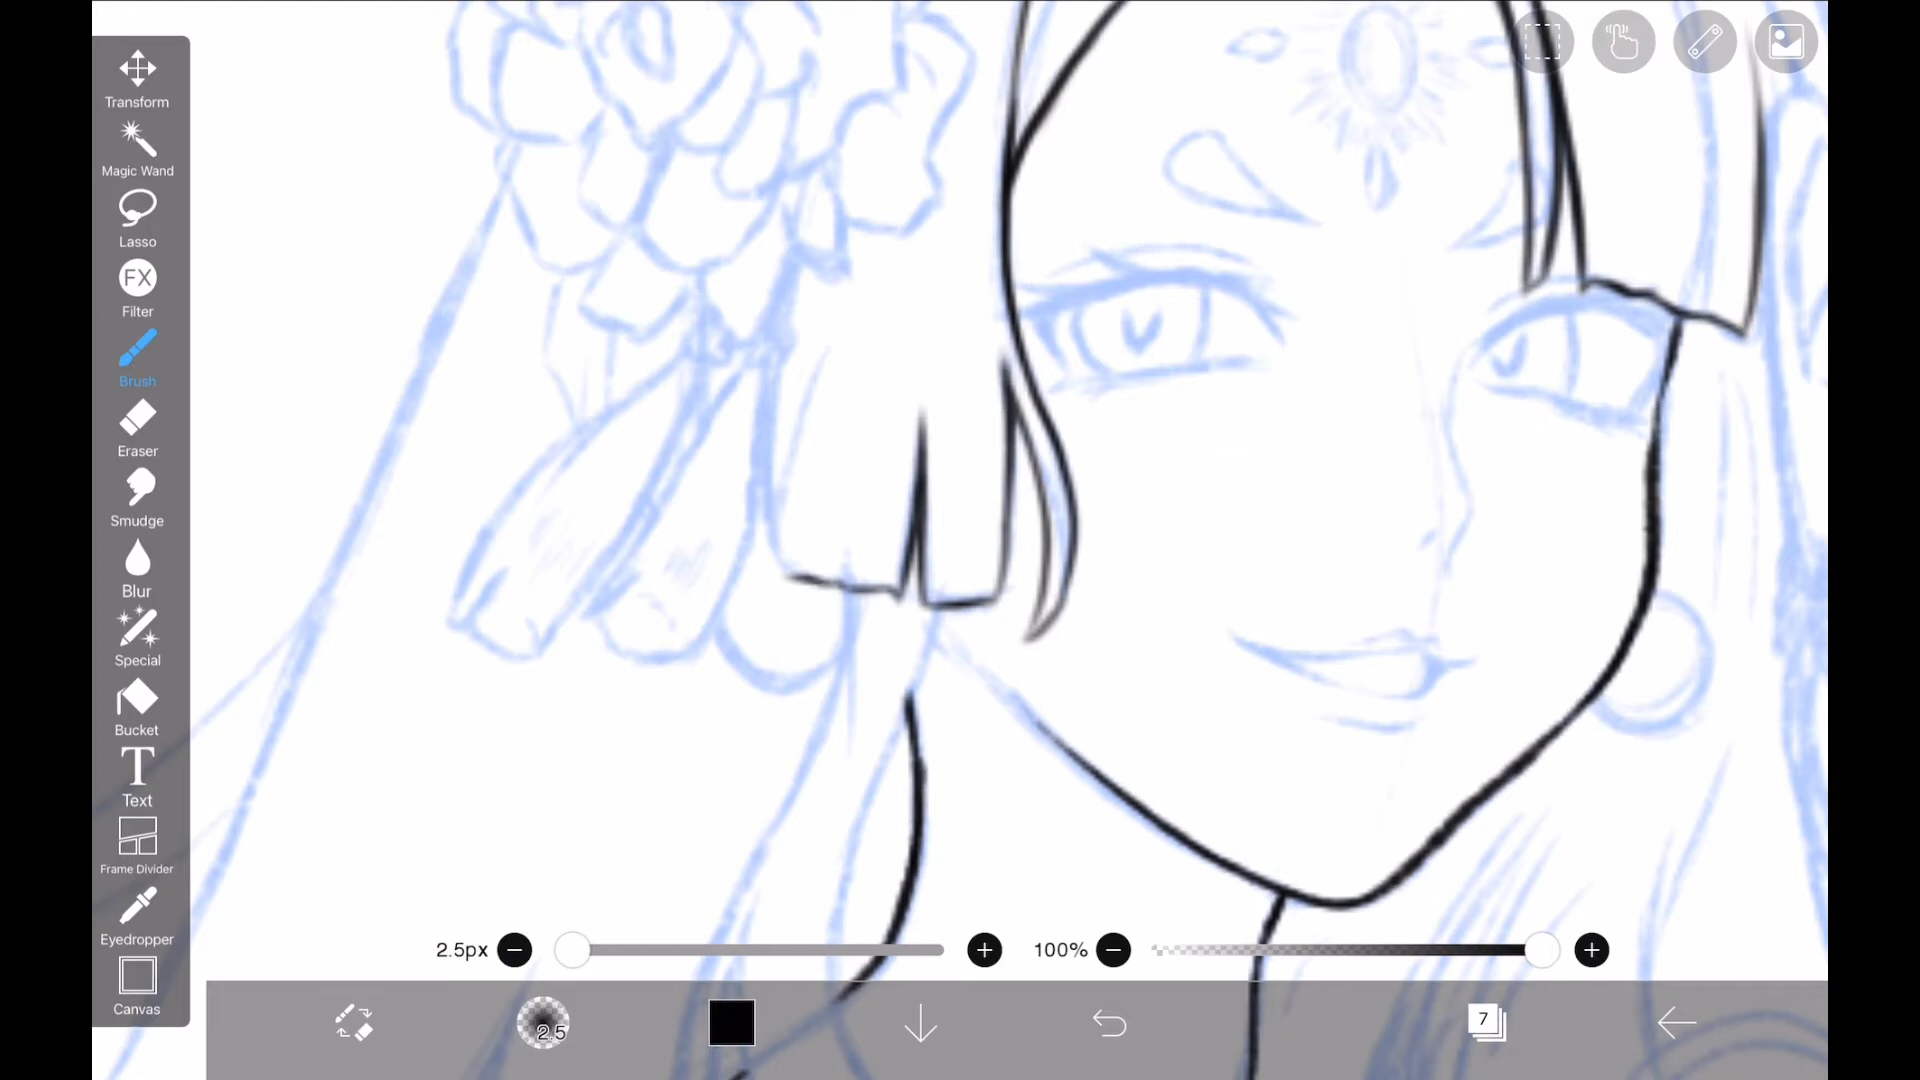 Transform
Magic Wand
Lasso
FX
Filter
Brush
Eraser
Smudge
Blur
Special
Bucket
T
Text
Frame Divider
Eyedropper
Canvas
2.5px
100%
2.5
7